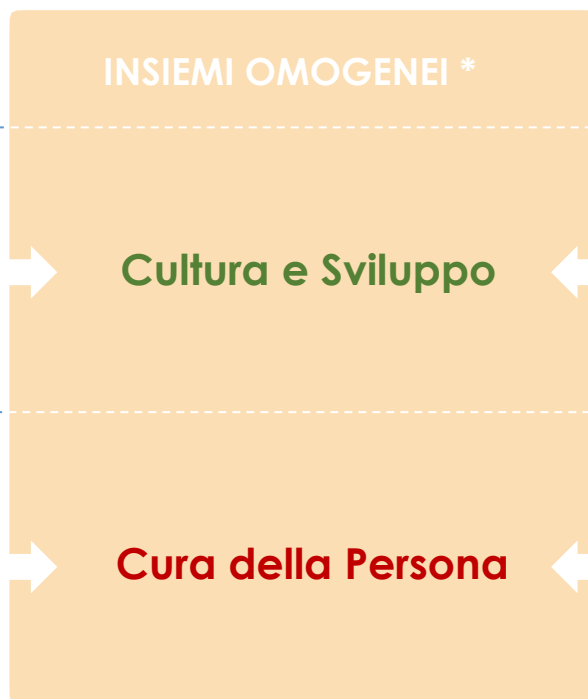 INSIEMI OMOGENEI *
Cultura e Sviluppo
Cura della Persona